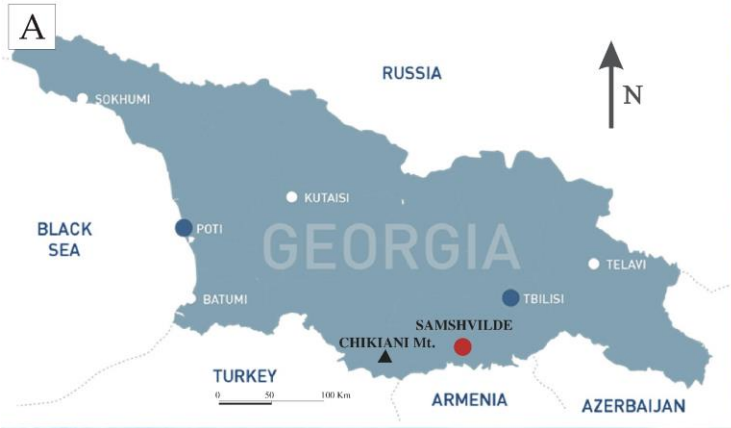 A
RUSSIA
N
SOKHUMI
KUTAISI
BLACK
SEA
POTI
GEORGIA
TELAVI
BATUMI
TBILISI
SAMSHVILDE
CHIKIANI Mt.
TURKEY
0 50 100 Km
ARMENIA
AZERBAIJAN